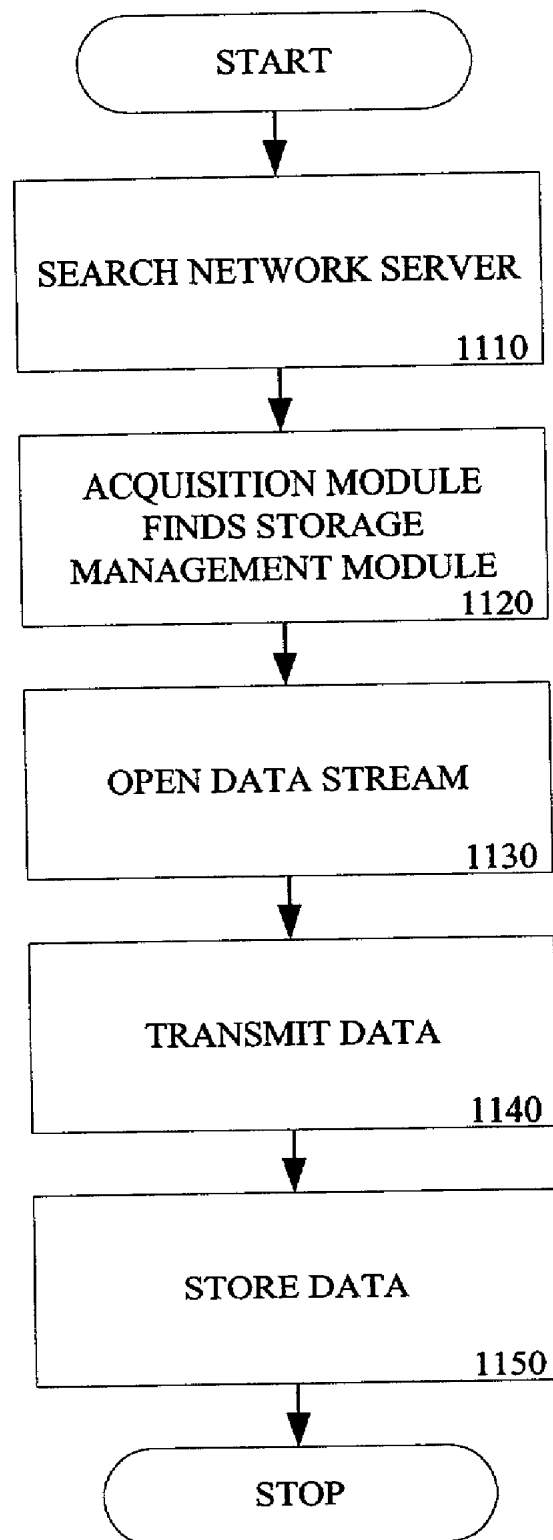 START
SEARCH NETWORK SERVER
1110
ACQUISITION MODULE
FINDS STORAGE
MANAGEMENT MODULE
1120
OPEN DATA STREAM
1130
TRANSMIT DATA
1140
STORE DATA
1150
STOP